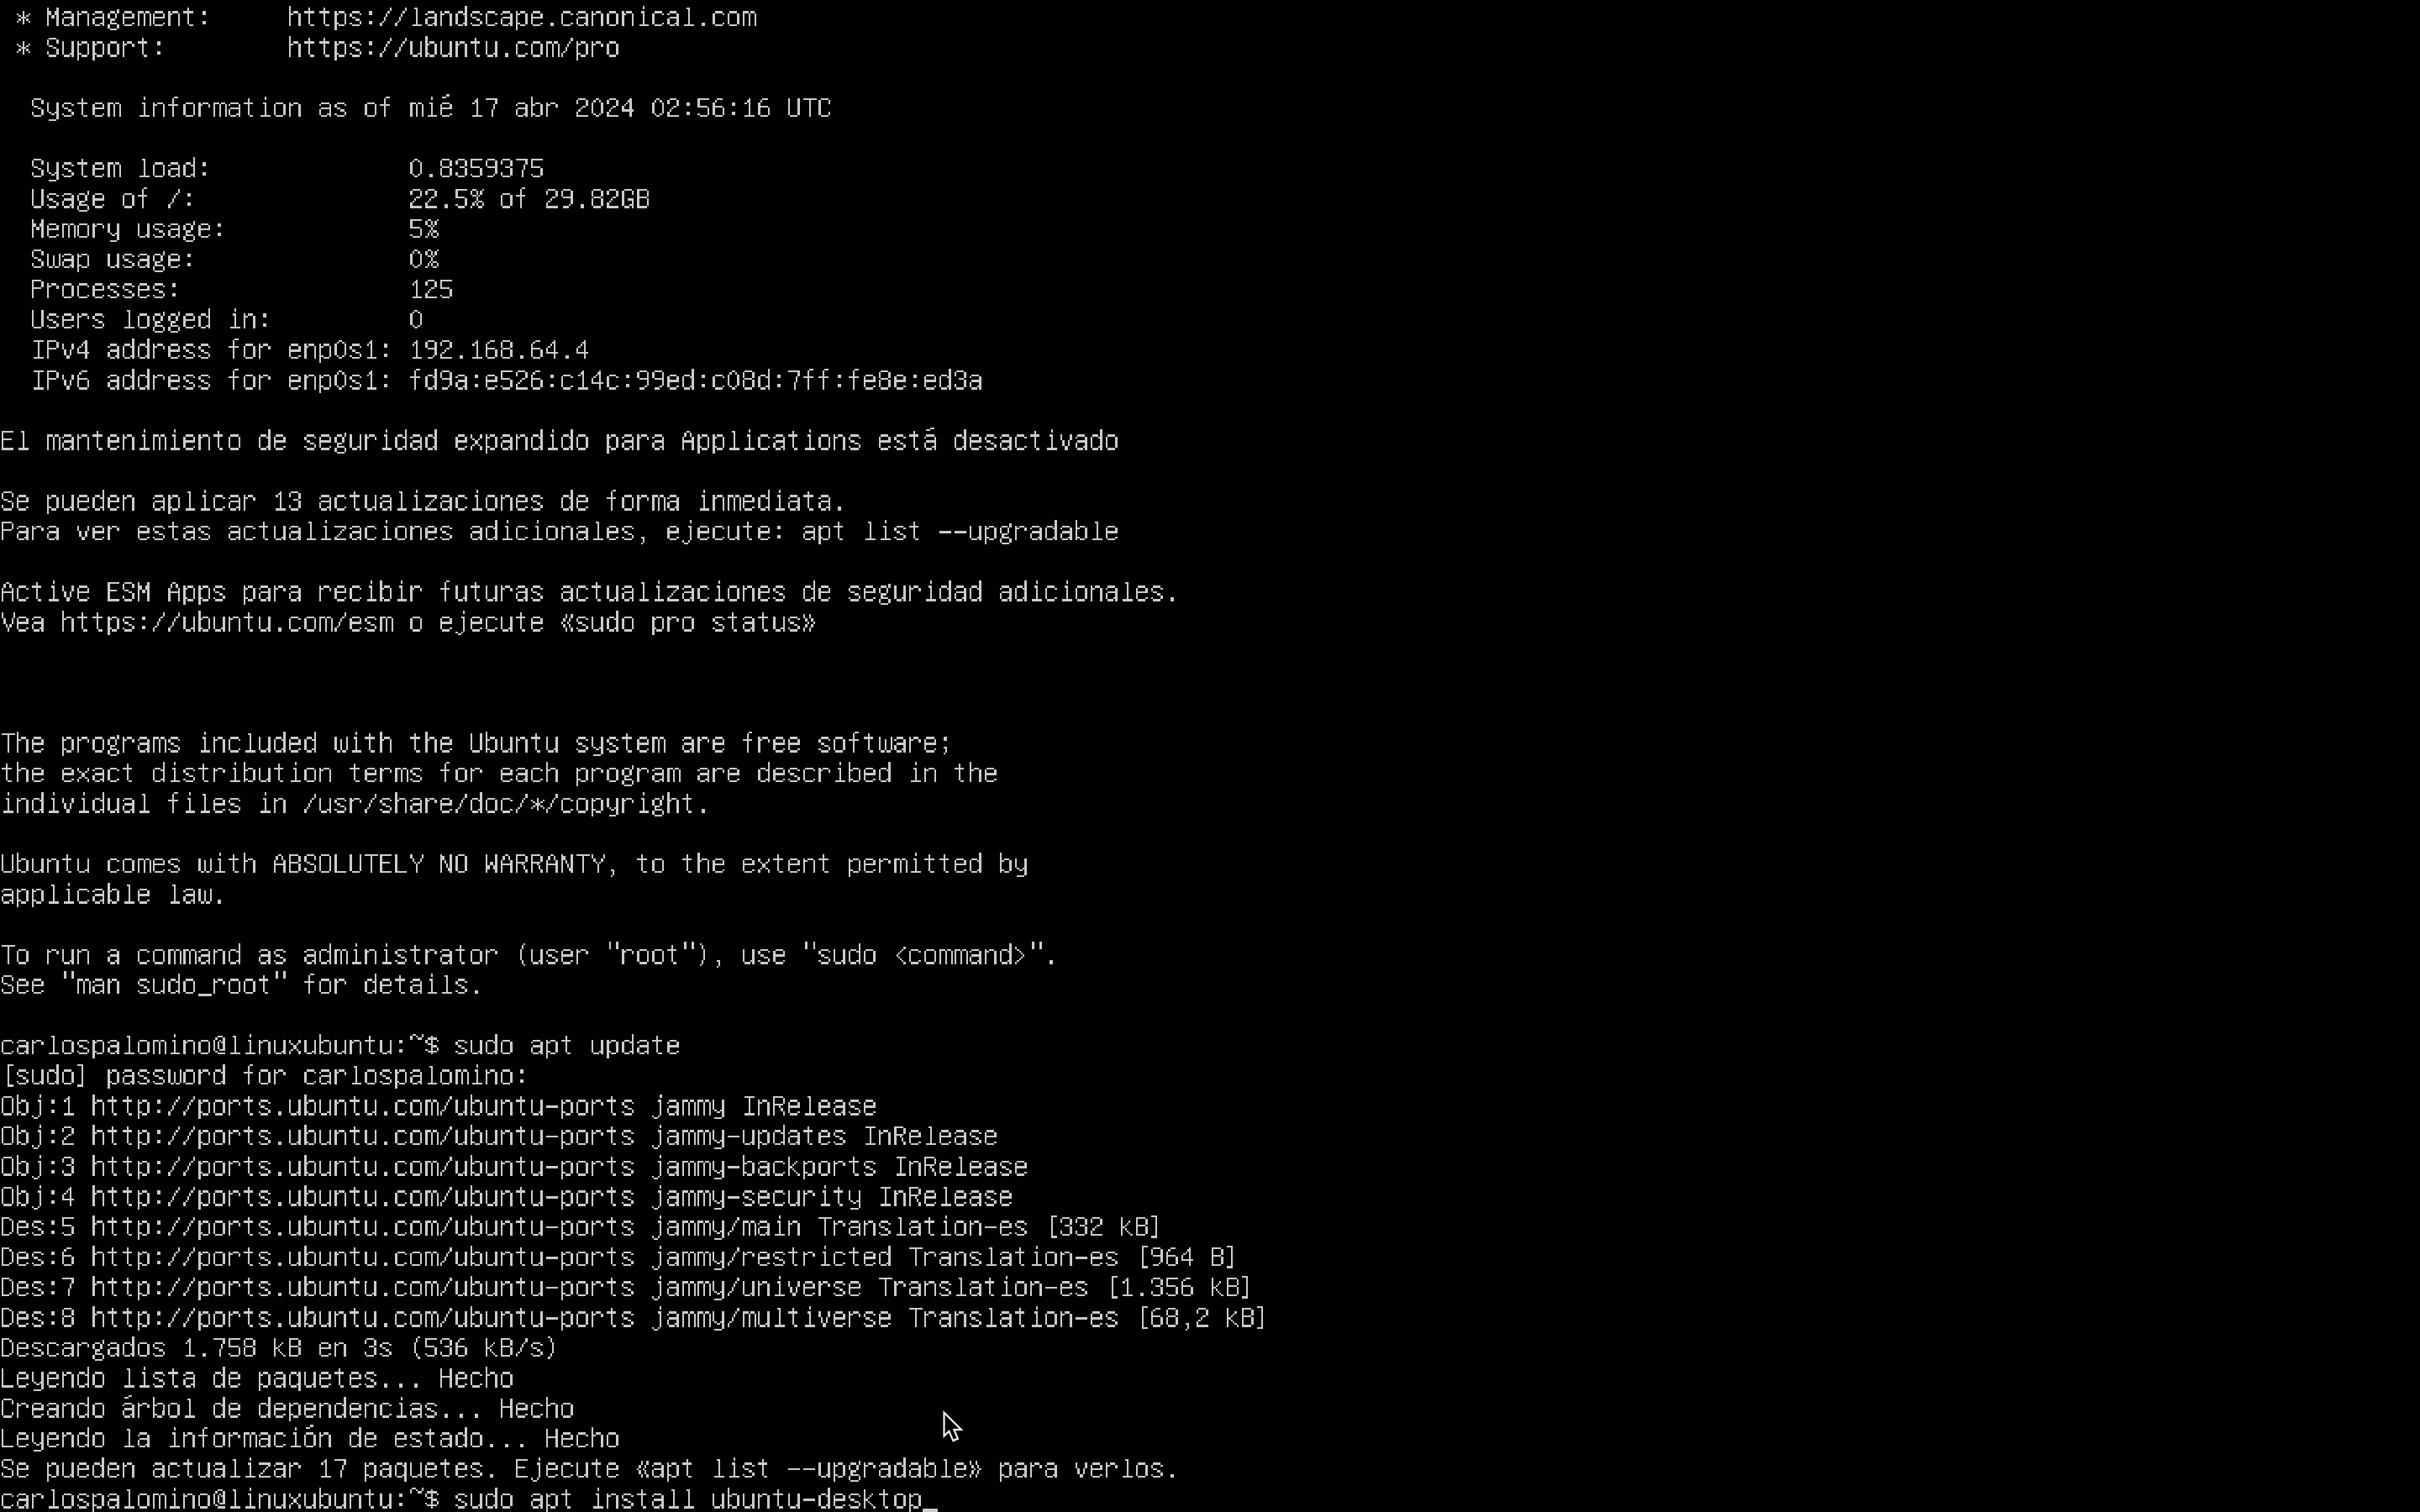 * Management:     https://landscape.canonical.com
 * Support:        https://ubuntu.com/pro

  System information as of mié 17 abr 2024 02:56:16 UTC

  System load:             0.8359375
  Usage of /:              22.5% of 29.82GB
  Memory usage:            5%
  Swap usage:              0%
  Processes:               125
  Users logged in:         0
  IPv4 address for enp0s1: 192.168.64.4
  IPv6 address for enp0s1: fd9a:e526:c14c:99ed:c08d:7ff:fe8e:ed3a

El mantenimiento de seguridad expandido para Applications está desactivado

Se pueden aplicar 13 actualizaciones de forma inmediata.
Para ver estas actualizaciones adicionales, ejecute: apt list --upgradable

Active ESM Apps para recibir futuras actualizaciones de seguridad adicionales.
Vea https://ubuntu.com/esm o ejecute «sudo pro status»

The programs included with the Ubuntu system are free software;
the exact distribution terms for each program are described in the
individual files in /usr/share/doc/*/copyright.

Ubuntu comes with ABSOLUTELY NO WARRANTY, to the extent permitted by
applicable law.

To run a command as administrator (user "root"), use "sudo <command>".
See "man sudo_root" for details.

carlospalomino@linuxubuntu:~$ sudo apt update
[sudo] password for carlospalomino:
Obj:1 http://ports.ubuntu.com/ubuntu-ports jammy InRelease
Obj:2 http://ports.ubuntu.com/ubuntu-ports jammy-updates InRelease
Obj:3 http://ports.ubuntu.com/ubuntu-ports jammy-backports InRelease
Obj:4 http://ports.ubuntu.com/ubuntu-ports jammy-security InRelease
Des:5 http://ports.ubuntu.com/ubuntu-ports jammy/main Translation-es [332 kB]
Des:6 http://ports.ubuntu.com/ubuntu-ports jammy/restricted Translation-es [964 B]
Des:7 http://ports.ubuntu.com/ubuntu-ports jammy/universe Translation-es [1.356 kB]
Des:8 http://ports.ubuntu.com/ubuntu-ports jammy/multiverse Translation-es [68,2 kB]
Descargados 1.758 kB en 3s (536 kB/s)
Leyendo lista de paquetes... Hecho
Creando árbol de dependencias... Hecho
Leyendo la información de estado... Hecho
Se pueden actualizar 17 paquetes. Ejecute «apt list --upgradable» para verlos.
carlospalomino@linuxubuntu:~$ sudo apt install ubuntu-desktop_